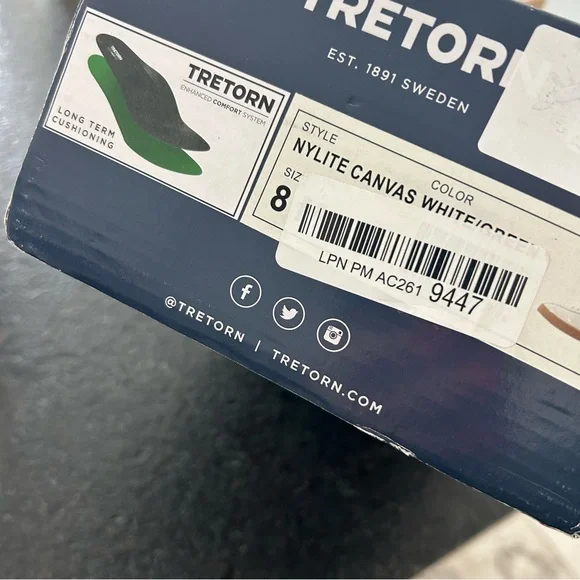 TRETORN
EST. 1891 SWEDEN
TRETORN
ENHANCED COMFORT SYSTEM
LONG TERM
CUSHIONING
STYLE
NYLITE CANVAS
COLOR
WHITE/GREEN
8
LPN PM AC261 9447
@TRETORN | TRETORN.COM